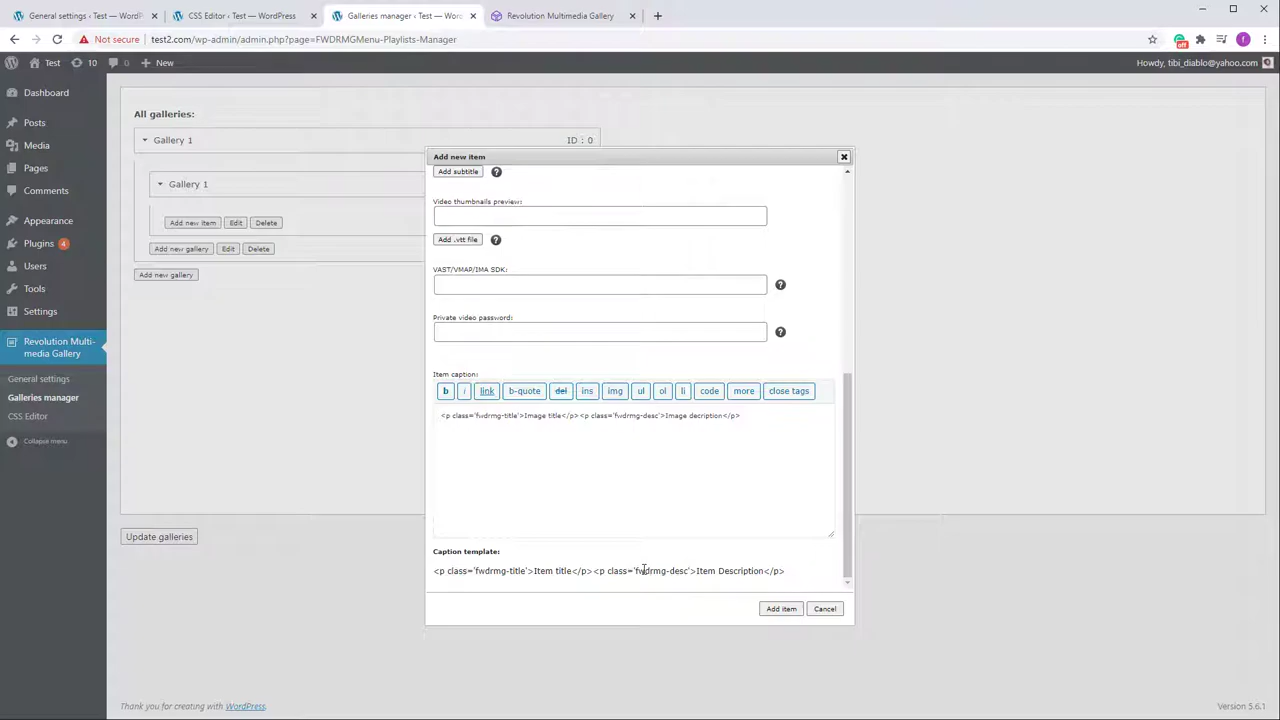 General settings ‹ Test — WordP
CSS Editor ‹ Test — WordPress
Galleries manager ‹ Test — Word
Revolution Multimedia Gallery
Not secure
test2.com/wp-admin/admin.php?page=FWDRMGMenu-Playlists-Manager
off
f
Test
10
0
New
Howdy, tibi_diablo@yahoo.com
Dashboard
Posts
Media
Pages
Comments
Appearance
Plugins 4
Users
Tools
Settings
Revolution Multi-
media Gallery
General settings
Galleries manager
CSS Editor
Collapse menu
All galleries:
Gallery 1
ID : 0
Gallery 1
Add new item
Edit
Delete
Add new gallery
Edit
Delete
Add new gallery
Update galleries
Add new item
Add subtitle
?
Video thumbnails preview:
Add .vtt file
?
VAST/VMAP/IMA SDK:
?
Private video password:
?
Item caption:
b i link b-quote del ins img ul ol li code more close tags
<p class='fwdrmg-title'>Image title</p><p class='fwdrmg-desc'>Image decription</p>
Caption template:
<p class='fwdrmg-title'>Item title</p><p class='fwdrmg-desc'>Item Description</p>
Add item
Cancel
Thank you for creating with WordPress.
Version 5.6.1